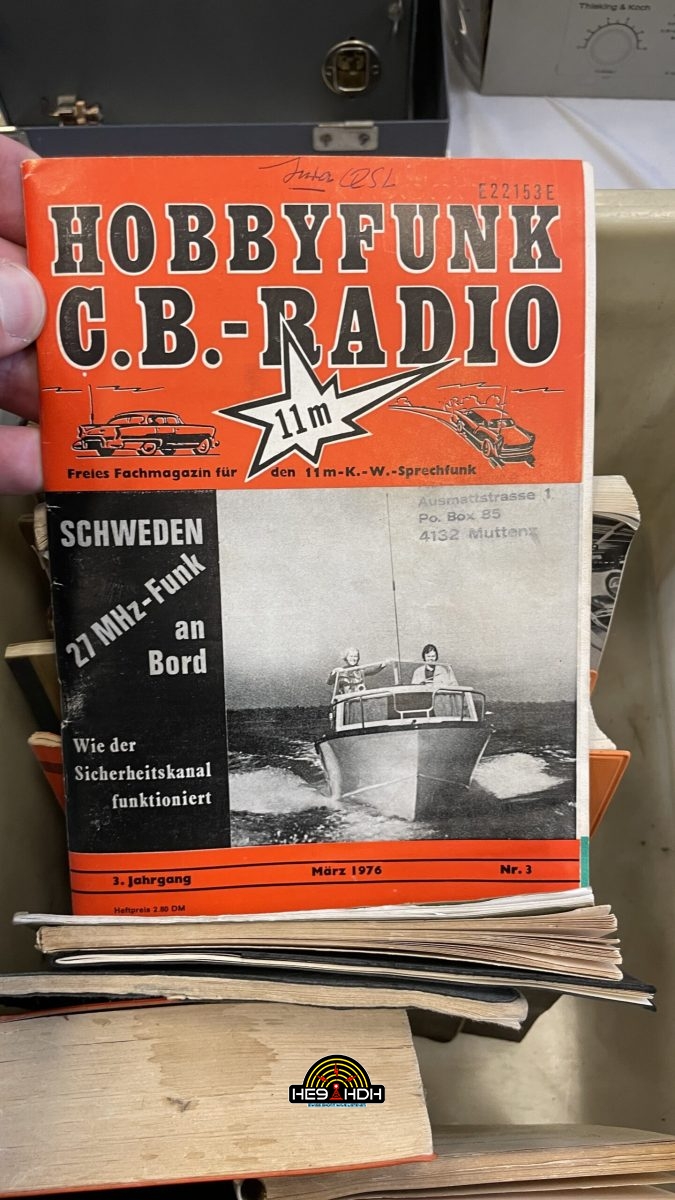 Thisking & Koch
E22153E
HOBBYFUNK
C.B.-RADIO
11m
Freies Fachmagazin für den 11m-K.-W.-Sprechfunk
Ausmattstrasse 1
Po. Box 85
4132 Muttenz
SCHWEDEN
27 MHz-Funk
an
Bord
Wie der
Sicherheitskanal
funktioniert
3. Jahrgang März 1976 Nr. 3
Heftpreis 2.80 DM
HE9HDH